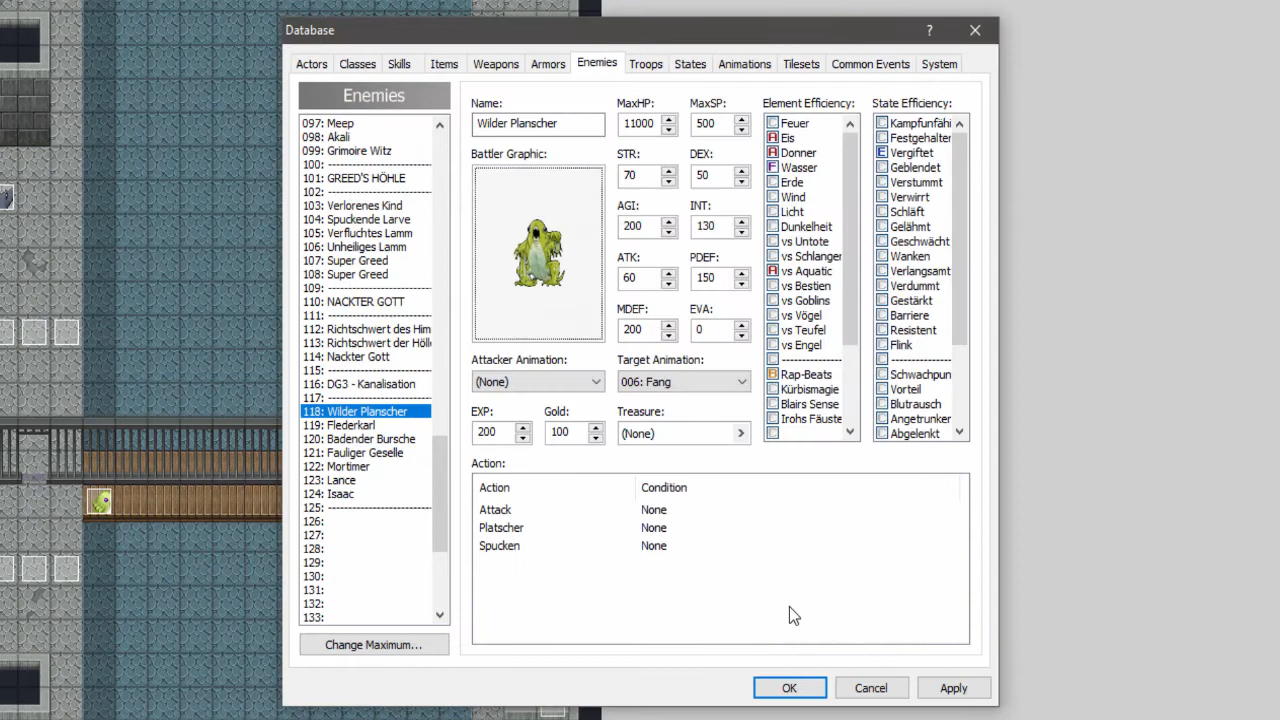 Database
Actors Classes Skills Items Weapons Armors Enemies Troops States Animations Tilesets Common Events System
Enemies
097: Meep
098: Akali
099: Grimoire Witz
100: --------------------
101: GREED'S HÖHLE
102: --------------------
103: Verlorenes Kind
104: Spuckende Larve
105: Verfluchtes Lamm
106: Unheiliges Lamm
107: Super Greed
108: Super Greed
109: --------------------
110: NACKTER GOTT
111: --------------------
112: Richtschwert des Him
113: Richtschwert der Hölle
114: Nackter Gott
115: --------------------
116: DG3 - Kanalisation
117: --------------------
118: Wilder Planscher
119: Flederkarl
120: Badender Bursche
121: Fauliger Geselle
122: Mortimer
123: Lance
124: Isaac
125: --------------------
126:
127:
128:
129:
130:
131:
132:
133:
Change Maximum...
Name:
Wilder Planscher
Battler Graphic:
MaxHP: MaxSP:
11000 500
STR: DEX:
70 50
AGI: INT:
200 130
ATK: PDEF:
60 150
MDEF: EVA:
200 0
Attacker Animation: Target Animation:
(None) 006: Fang
EXP: Gold: Treasure:
200 100 (None)
Element Efficiency:
C Feuer
A Eis
A Donner
F Wasser
C Erde
C Wind
C Licht
C Dunkelheit
C vs Untote
C vs Schlangen
A vs Aquatic
C vs Bestien
C vs Goblins
C vs Vögel
C vs Teufel
C vs Engel
C --------------------
B Rap-Beats
C Kürbismagie
C Blairs Sense
C Irohs Fäuste
C
State Efficiency:
C Kampfunfähi
C Festgehalter
E Vergiftet
C Geblendet
C Verstummt
C Verwirrt
C Schläft
C Gelähmt
C Geschwächt
C Wanken
C Verlangsamt
C Verdummt
C Gestärkt
C Barriere
C Resistent
C Flink
C --------------------
C Schwachpun
C Vorteil
C Blutrausch
C Angetrunker
C Abgelenkt
Action:
Action Condition
Attack None
Platscher None
Spucken None
OK Cancel Apply